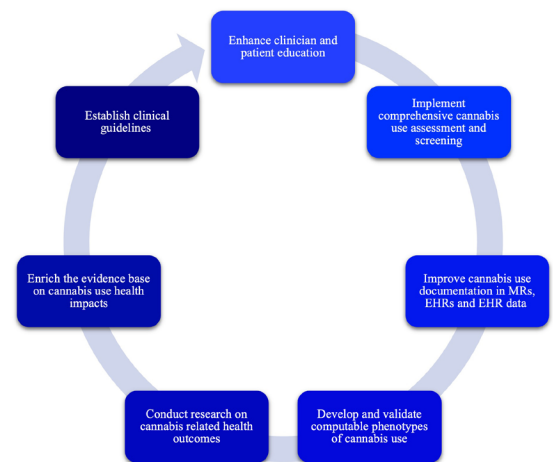 Enhance clinician and
patient education
Implement
comprehensive cannabis
use assessment and
screening
Improve cannabis use
documentation in MRs,
EHRs and EHR data
Develop and validate
computable phenotypes
of cannabis use
Conduct research on
cannabis related health
outcomes
Enrich the evidence base
on cannabis use health
impacts
Establish clinical
guidelines